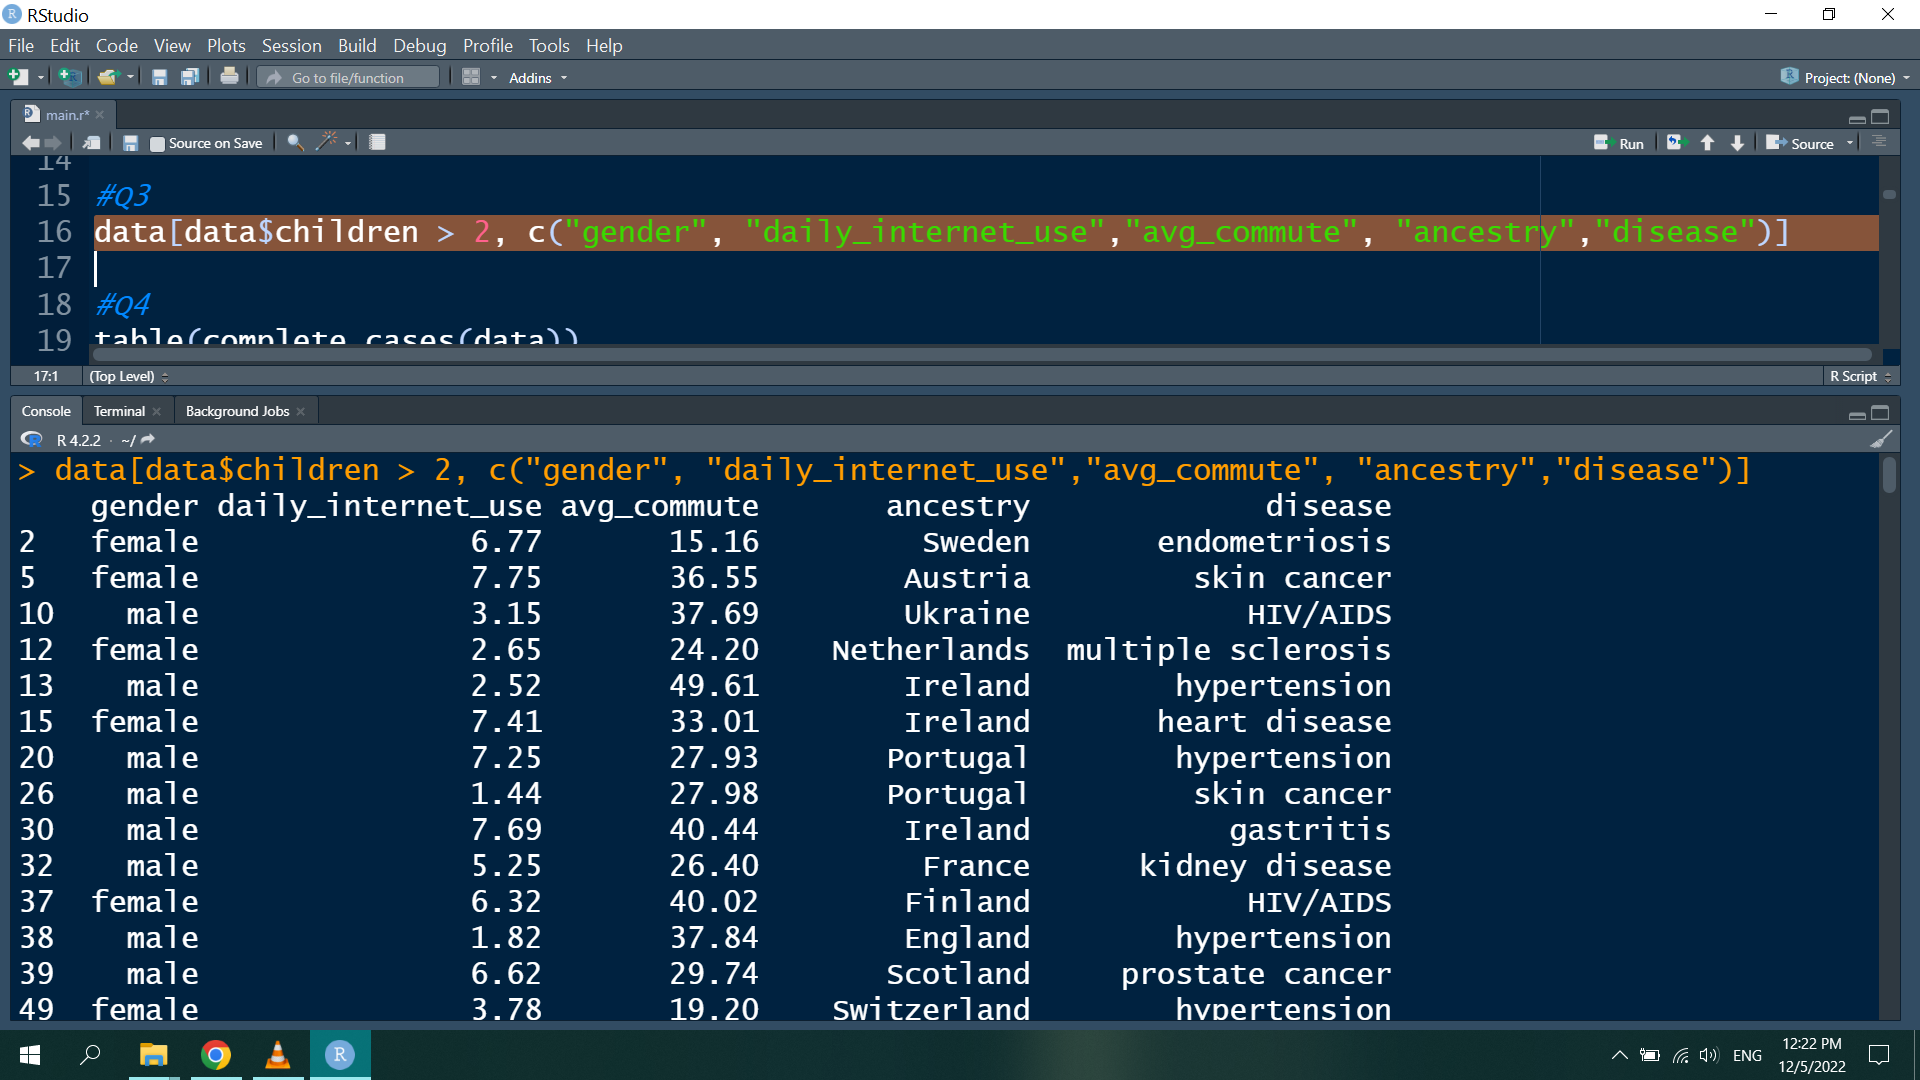 RStudio
File Edit Code View Plots Session Build Debug Profile Tools Help
Go to file/function Addins Project: (None)
main.r*
Source on Save Run Source
14
15 #Q3
16 data[data$children > 2, c("gender", "daily_internet_use","avg_commute", "ancestry","disease")]
17
18 #Q4
19 table(complete.cases(data))
17:1 (Top Level) R Script
Console Terminal Background Jobs
R 4.2.2 · ~/
> data[data$children > 2, c("gender", "daily_internet_use","avg_commute", "ancestry","disease")]
gender daily_internet_use avg_commute ancestry disease
2 female 6.77 15.16 Sweden endometriosis
5 female 7.75 36.55 Austria skin cancer
10 male 3.15 37.69 Ukraine HIV/AIDS
12 female 2.65 24.20 Netherlands multiple sclerosis
13 male 2.52 49.61 Ireland hypertension
15 female 7.41 33.01 Ireland heart disease
20 male 7.25 27.93 Portugal hypertension
26 male 1.44 27.98 Portugal skin cancer
30 male 7.69 40.44 Ireland gastritis
32 male 5.25 26.40 France kidney disease
37 female 6.32 40.02 Finland HIV/AIDS
38 male 1.82 37.84 England hypertension
39 male 6.62 29.74 Scotland prostate cancer
49 female 3.78 19.20 Switzerland hypertension
ENG 12:22 PM
12/5/2022